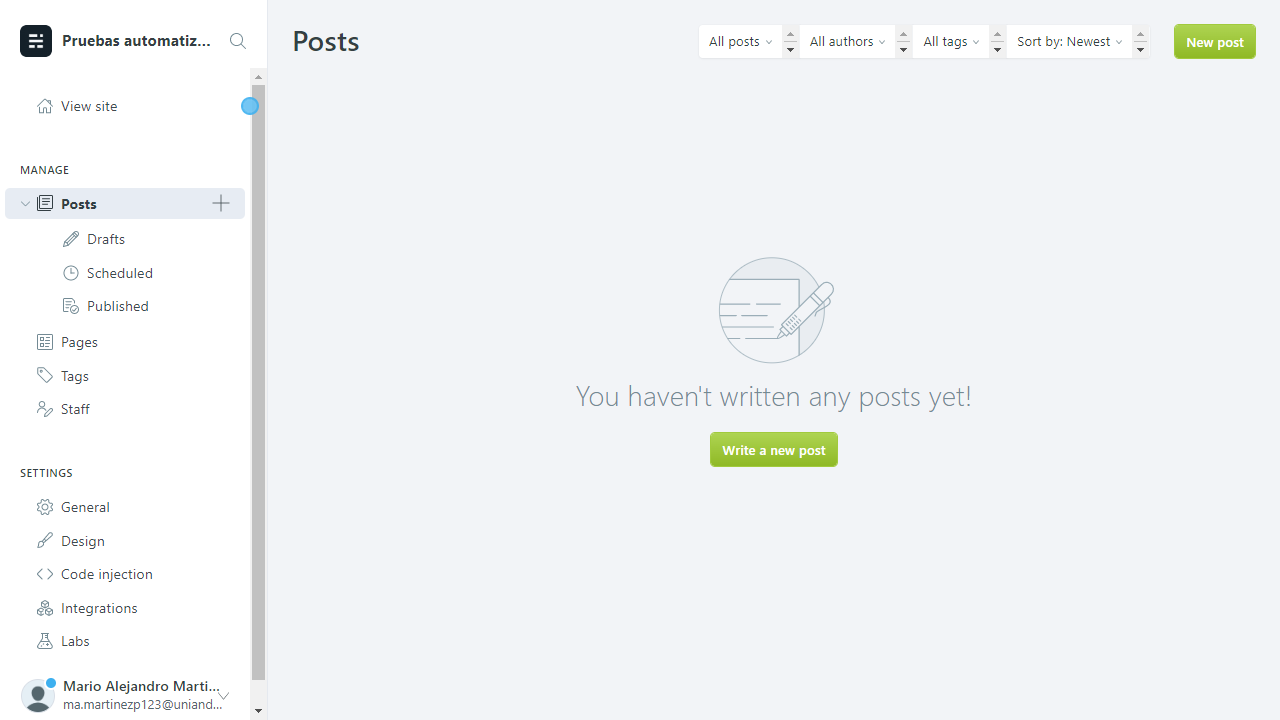 Pruebas automatiz...
View site
MANAGE
Posts
Drafts
Scheduled
Published
Pages
Tags
Staff
SETTINGS
General
Design
Code injection
Integrations
Labs
Mario Alejandro Marti...
ma.martinezp123@uniand...
Posts
All posts
All authors
All tags
Sort by: Newest
New post
You haven't written any posts yet!
Write a new post